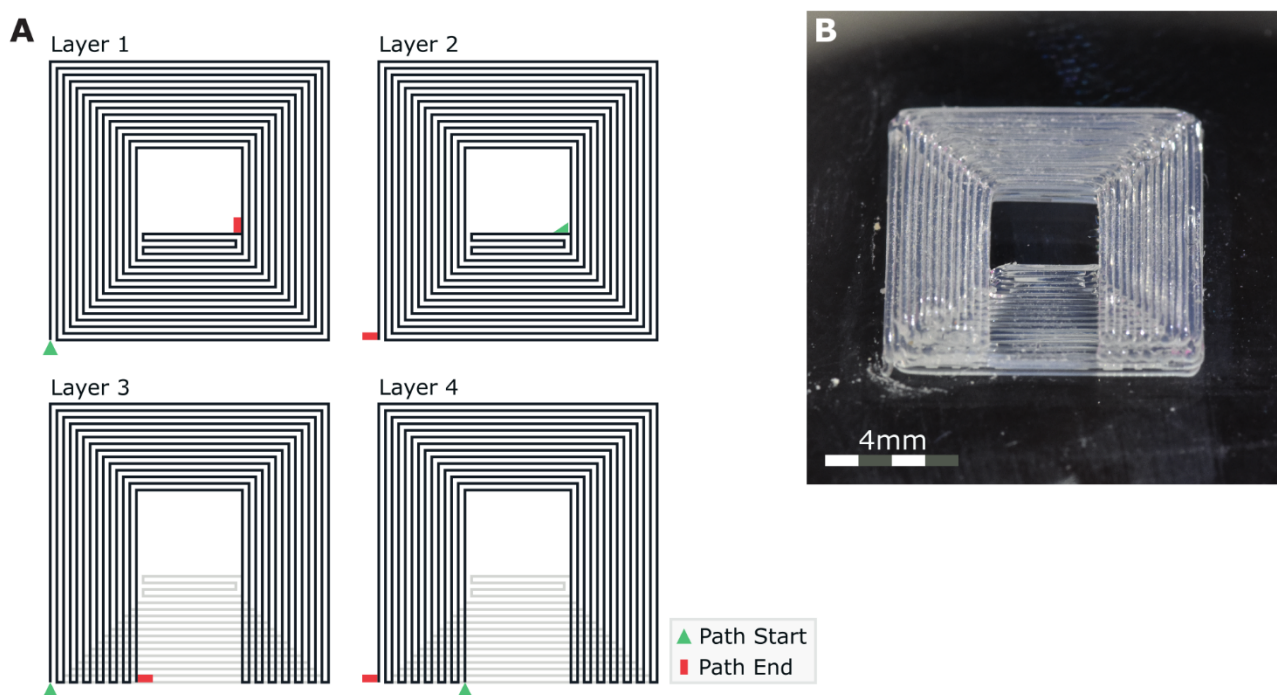 A
Layer 1
Layer 2
Layer 3
Layer 4
Path Start
Path End
B
4mm